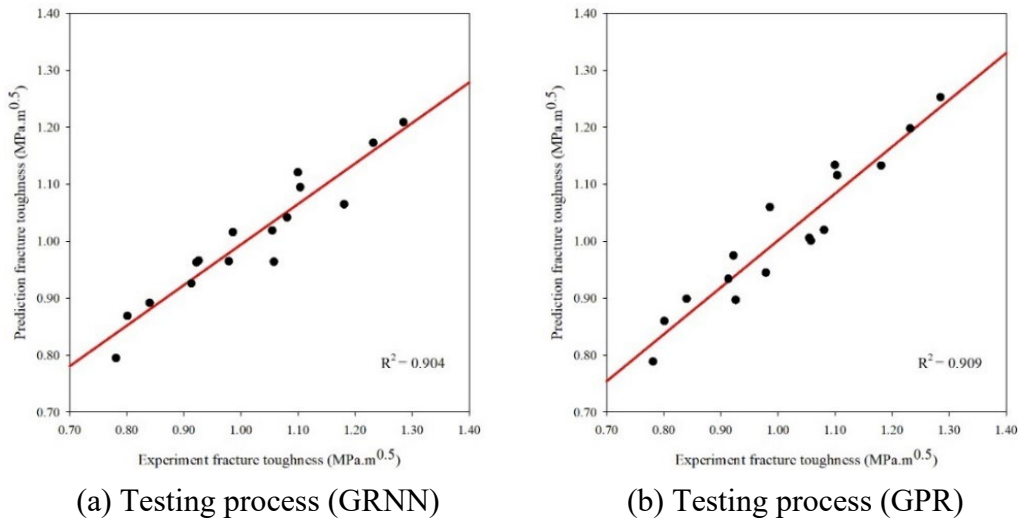 1.40
1.30
1.20
1.10
1.00
0.90
0.80
0.70
Prediction fracture toughness (MPa.m^0.5)
R² = 0.904
0.70 0.80 0.90 1.00 1.10 1.20 1.30 1.40
Experiment fracture toughness (MPa.m^0.5)
(a) Testing process (GRNN)
1.40
1.30
1.20
1.10
1.00
0.90
0.80
0.70
Prediction fracture toughness (MPa.m^0.5)
R² = 0.909
0.70 0.80 0.90 1.00 1.10 1.20 1.30 1.40
Experiment fracture toughness (MPa.m^0.5)
(b) Testing process (GPR)